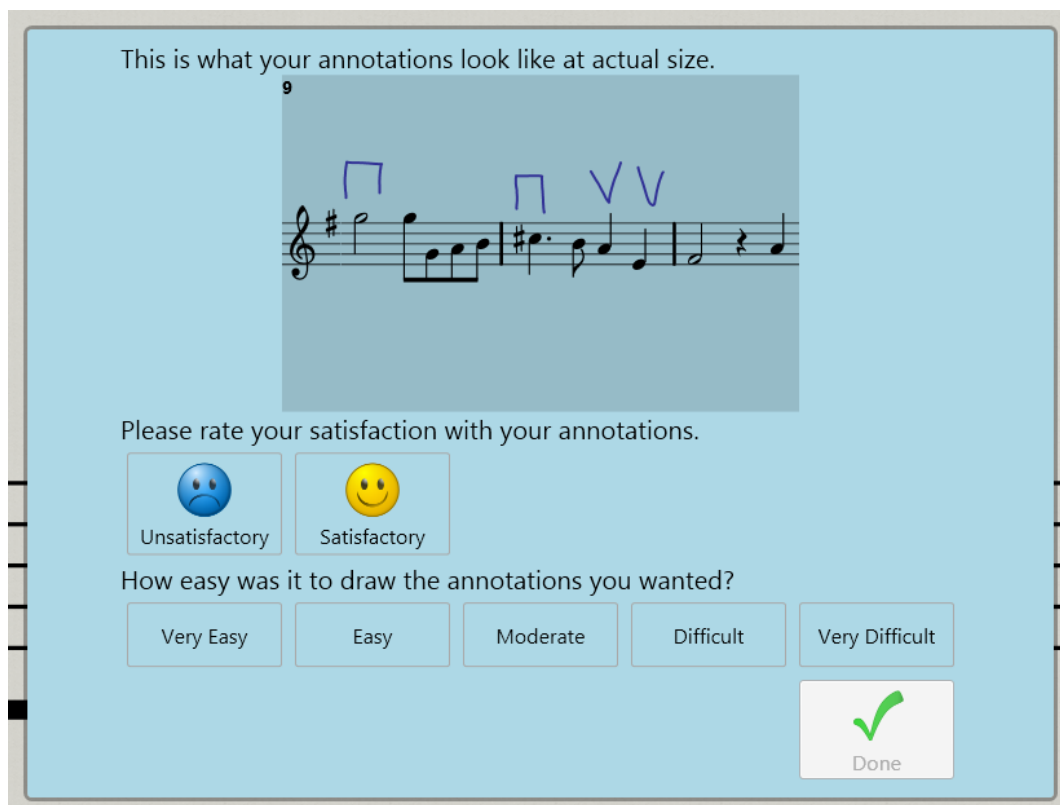 This is what your annotations look like at actual size.
9
Please rate your satisfaction with your annotations.
Unsatisfactory Satisfactory
How easy was it to draw the annotations you wanted?
Very Easy Easy Moderate Difficult Very Difficult
Done